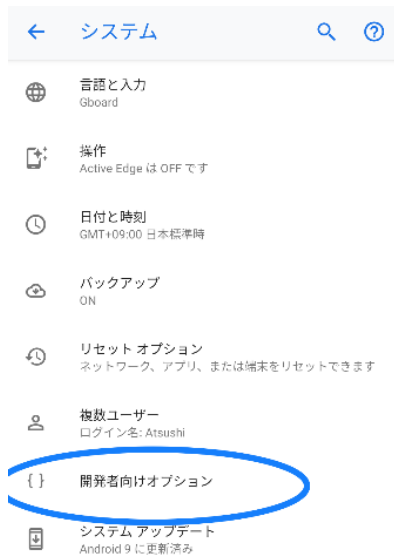 システム
言語と入力
Gboard
操作
Active Edge は OFF です
日付と時刻
GMT+09:00 日本標準時
バックアップ
ON
リセット オプション
ネットワーク、アプリ、または端末をリセットできます
複数ユーザー
ログイン名: Atsushi
{ } 開発者向けオプション
システム アップデート
Android 9 に更新済み